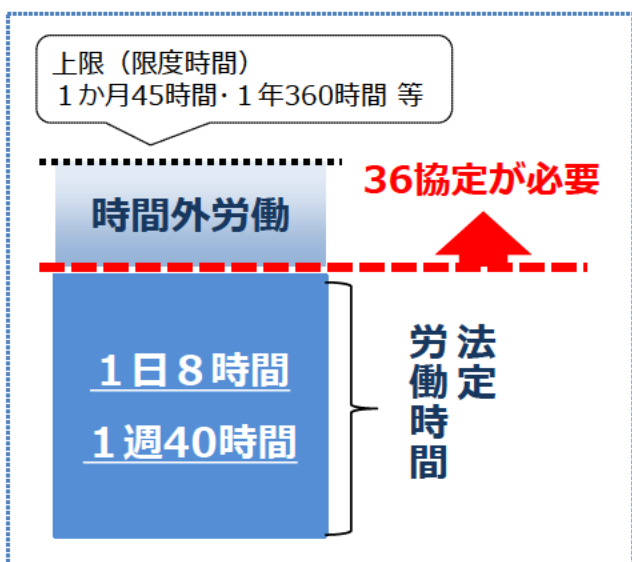 上限（限度時間）
１か月45時間･１年360時間 等
36協定が必要
時間外労働
１日８時間
１週40時間
法定
労働時間